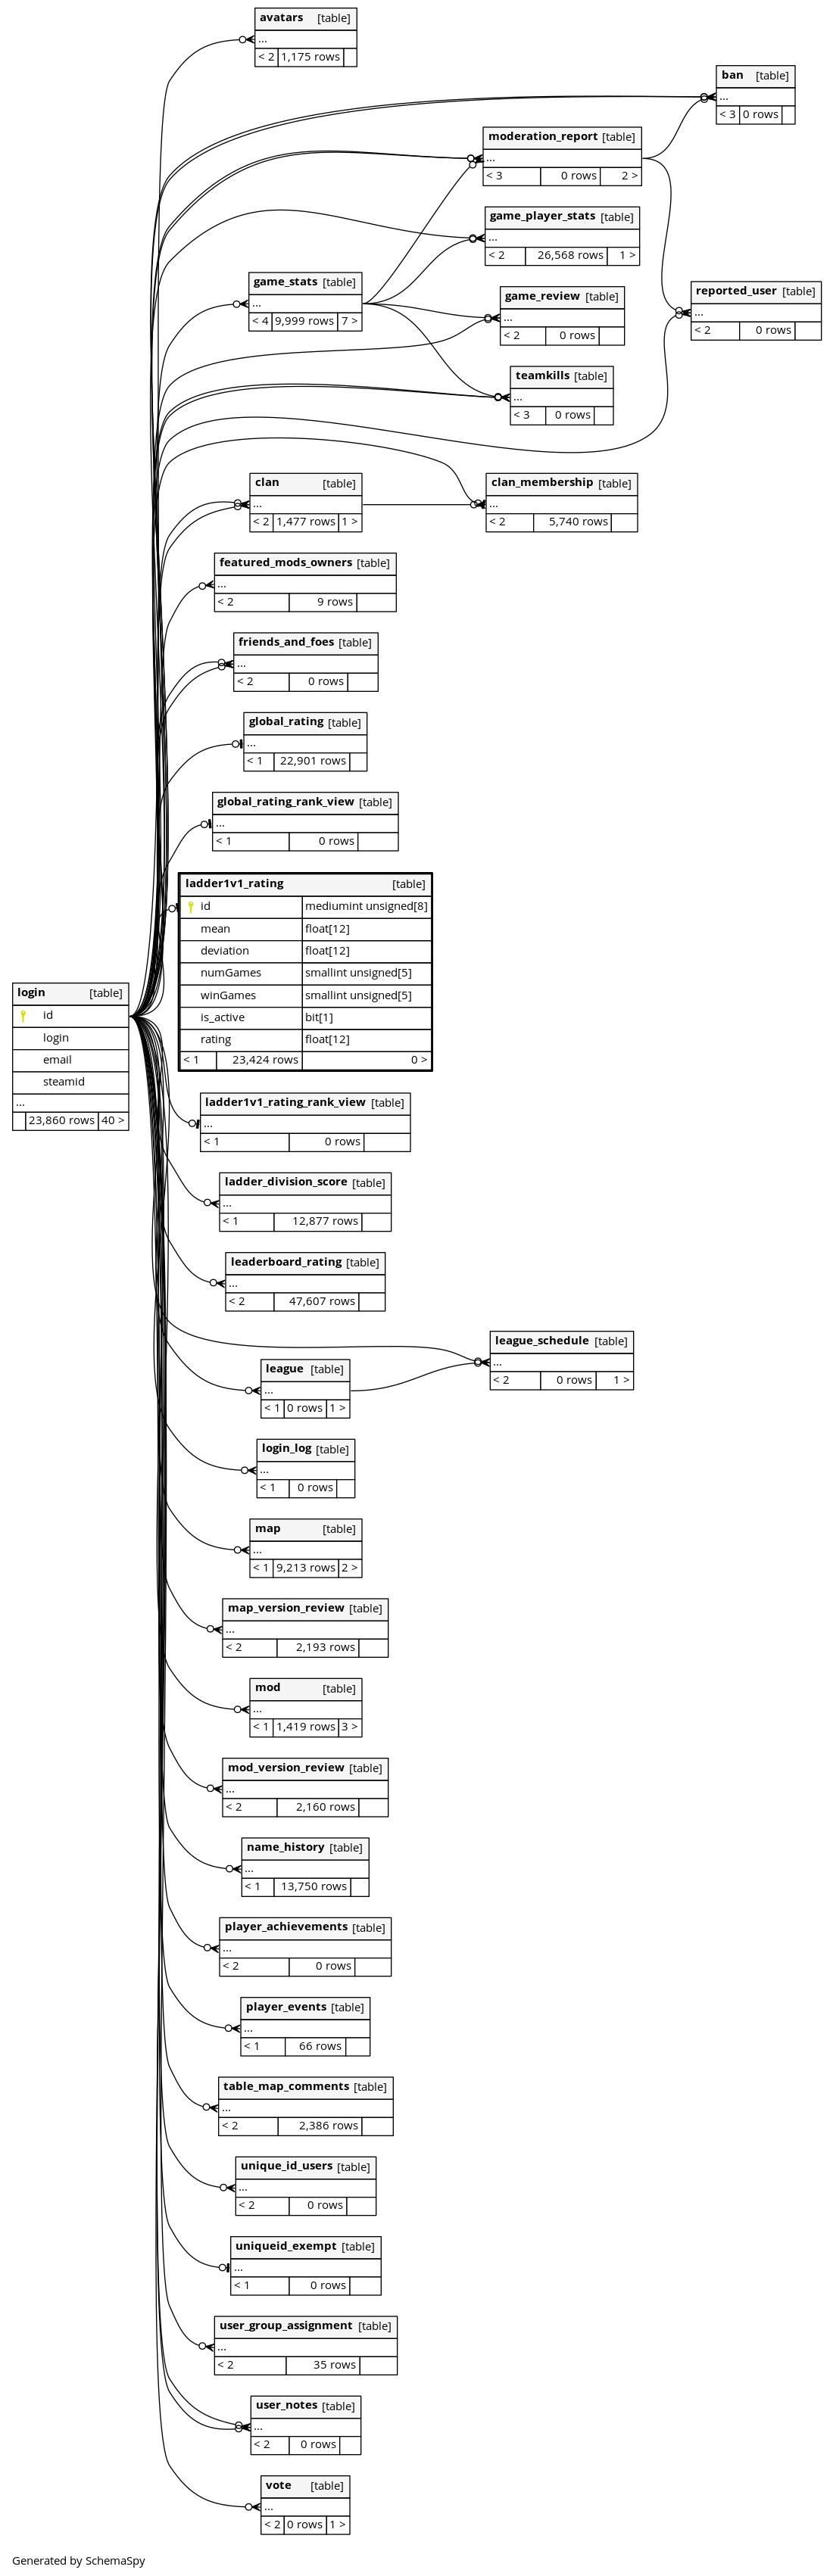 avatars [table]
...
< 2 1,175 rows
ban [table]
...
< 3 0 rows
moderation_report [table]
...
< 3 0 rows 2 >
game_player_stats [table]
...
< 2 26,568 rows 1 >
game_stats [table]
...
< 4 9,999 rows 7 >
game_review [table]
...
< 2 0 rows
reported_user [table]
...
< 2 0 rows
teamkills [table]
...
< 3 0 rows
clan [table]
...
< 2 1,477 rows 1 >
clan_membership [table]
...
< 2 5,740 rows
featured_mods_owners [table]
...
< 2 9 rows
friends_and_foes [table]
...
< 2 0 rows
global_rating [table]
...
< 1 22,901 rows
global_rating_rank_view [table]
...
< 1 0 rows
ladder1v1_rating [table]
id mediumint unsigned[8]
mean float[12]
deviation float[12]
numGames smallint unsigned[5]
winGames smallint unsigned[5]
is_active bit[1]
rating float[12]
< 1 23,424 rows 0 >
login [table]
id
login
email
steamid
...
23,860 rows 40 >
ladder1v1_rating_rank_view [table]
...
< 1 0 rows
ladder_division_score [table]
...
< 1 12,877 rows
leaderboard_rating [table]
...
< 2 47,607 rows
league_schedule [table]
...
< 2 0 rows 1 >
league [table]
...
< 1 0 rows 1 >
login_log [table]
...
< 1 0 rows
map [table]
...
< 1 9,213 rows 2 >
map_version_review [table]
...
< 2 2,193 rows
mod [table]
...
< 1 1,419 rows 3 >
mod_version_review [table]
...
< 2 2,160 rows
name_history [table]
...
< 1 13,750 rows
player_achievements [table]
...
< 2 0 rows
player_events [table]
...
< 1 66 rows
table_map_comments [table]
...
< 2 2,386 rows
unique_id_users [table]
...
< 2 0 rows
uniqueid_exempt [table]
...
< 1 0 rows
user_group_assignment [table]
...
< 2 35 rows
user_notes [table]
...
< 2 0 rows
vote [table]
...
< 2 0 rows 1 >
Generated by SchemaSpy